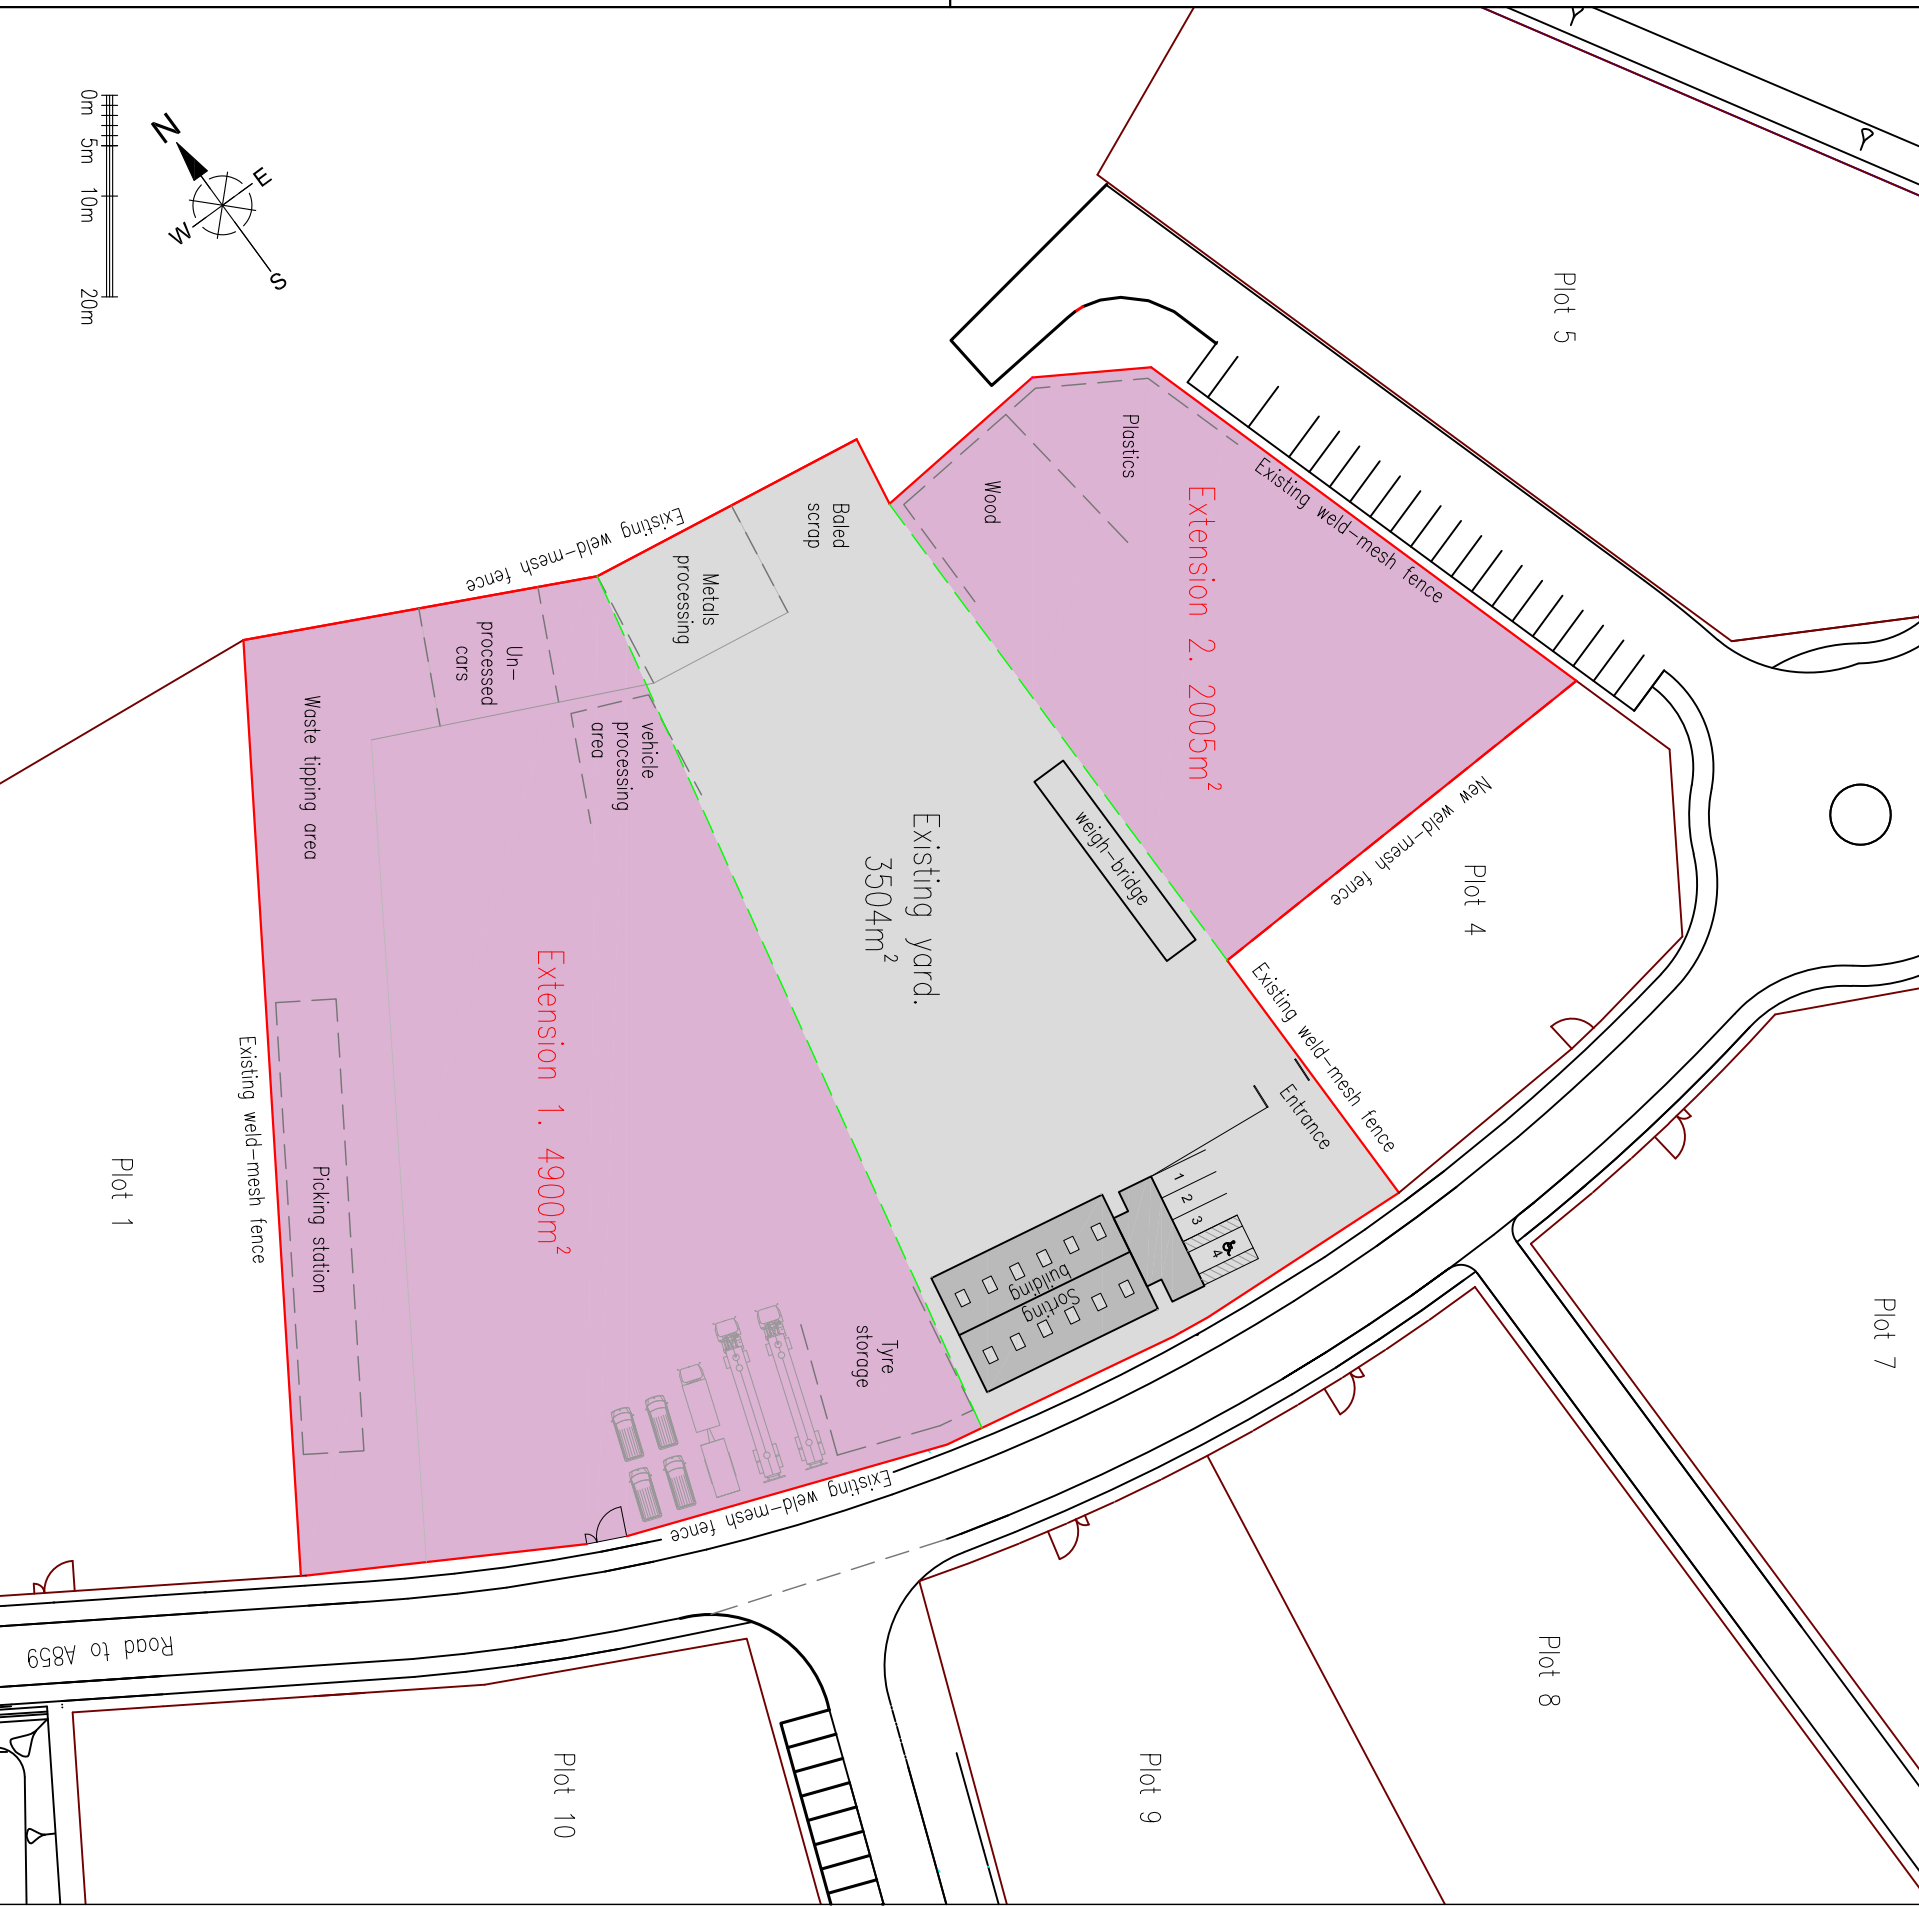 0m
5m
10m
20m
N
E
W
S
Plot 5
Plastics
Wood
Extension 2. 2005m²
Existing weld-mesh fence
Baled
scrap
Metals
processing
Existing weld-mesh fence
Un-
processed
cars
vehicle
processing
area
Waste tipping area
Existing yard.
3504m²
weigh-bridge
New weld-mesh fence
Plot 4
Existing weld-mesh fence
Entrance
Extension 1. 4900m²
Existing weld-mesh fence
Picking station
Plot 1
1
2
3
4
Sorting
building
Tyre
storage
Existing weld-mesh fence
Plot 7
Road to A859
Plot 8
Plot 9
Plot 10